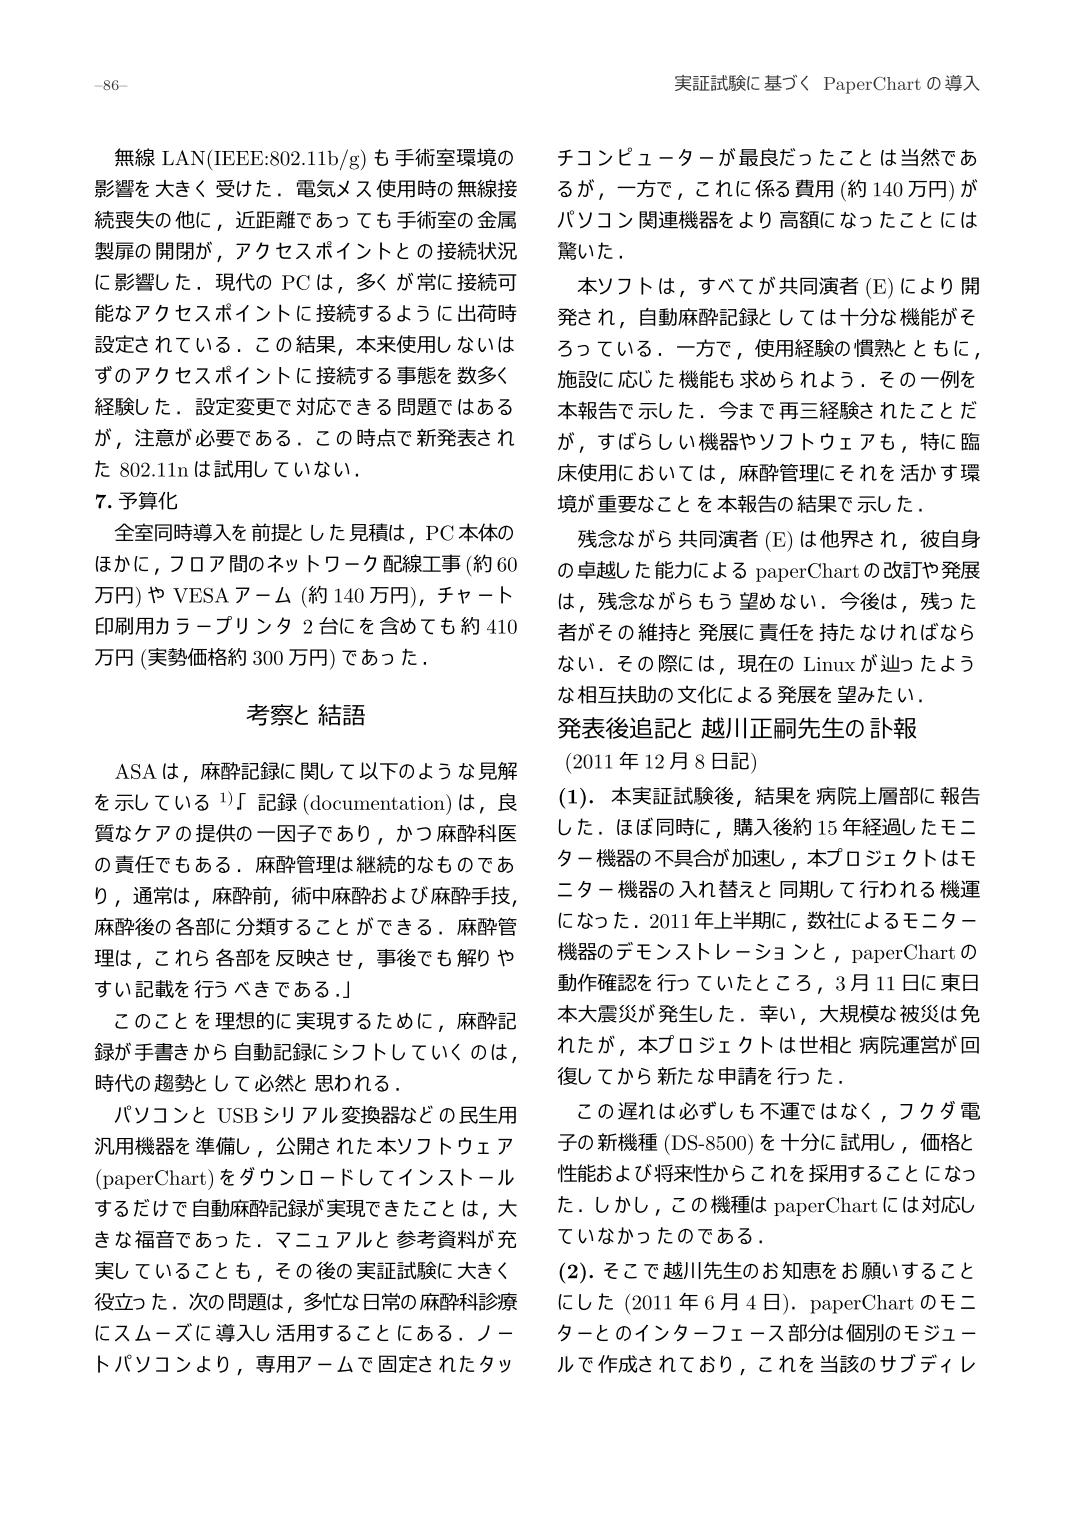 –86–
実証試験に基づく PaperChart の導入
無線 LAN(IEEE:802.11b/g) も手術室環境の
影響を大きく受けた．電気メス使用時の無線接
続喪失の他に，近距離であっても手術室の金属
製扉の開閉が，アクセスポイントとの接続状況
に影響した．現代の PC は，多くが常に接続可
能なアクセスポイントに接続するように出荷時
設定されている．この結果，本来使用しないは
ずのアクセスポイントに接続する事態を数多く
経験した．設定変更で対応できる問題ではある
が，注意が必要である．この時点で新発表され
た 802.11n は試用していない．
7. 予算化
全室同時導入を前提とした見積は，PC 本体の
ほかに，フロア間のネットワーク配線工事 (約 60
万円) や VESA アーム (約 140 万円)，チャート
印刷用カラープリンタ 2 台にを含めても約 410
万円 (実勢価格約 300 万円) であった．
考察と結語
ASA は，麻酔記録に関して以下のような見解
を示している 1)「 記録 (documentation) は，良
質なケアの提供の一因子であり，かつ麻酔科医
の責任でもある．麻酔管理は継続的なものであ
り，通常は，麻酔前，術中麻酔および麻酔手技，
麻酔後の各部に分類することができる．麻酔管
理は，これら各部を反映させ，事後でも解りや
すい記載を行うべきである．」
このことを理想的に実現するために，麻酔記
録が手書きから自動記録にシフトしていくのは，
時代の趨勢として必然と思われる．
パソコンと USB シリアル変換器などの民生用
汎用機器を準備し，公開された本ソフトウェア
(paperChart) をダウンロードしてインストール
するだけで自動麻酔記録が実現できたことは，大
きな福音であった．マニュアルと参考資料が充
実していることも，その後の実証試験に大きく
役立った．次の問題は，多忙な日常の麻酔科診療
にスムーズに導入し活用することにある．ノー
トパソコンより，専用アームで固定されたタッ
チコンピューターが最良だったことは当然であ
るが，一方で，これに係る費用 (約 140 万円) が
パソコン関連機器をより高額になったことには
驚いた．
本ソフトは，すべてが共同演者 (E) により開
発され，自動麻酔記録としては十分な機能がそ
ろっている．一方で，使用経験の慣熟とともに，
施設に応じた機能も求められよう．その一例を
本報告で示した．今まで再三経験されたことだ
が，すばらしい機器やソフトウェアも，特に臨
床使用においては，麻酔管理にそれを活かす環
境が重要なことを本報告の結果で示した．
残念ながら共同演者 (E) は他界され，彼自身
の卓越した能力による paperChart の改訂や発展
は，残念ながらもう望めない．今後は，残った
者がその維持と発展に責任を持たなければなら
ない．その際には，現在の Linux が辿ったよう
な相互扶助の文化による発展を望みたい．
発表後追記と越川正嗣先生の訃報
(2011 年 12 月 8 日記)
(1)．本実証試験後，結果を病院上層部に報告
した．ほぼ同時に，購入後約 15 年経過したモニ
ター機器の不具合が加速し，本プロジェクトはモ
ニター機器の入れ替えと同期して行われる機運
になった．2011 年上半期に，数社によるモニター
機器のデモンストレーションと，paperChart の
動作確認を行っていたところ，3 月 11 日に東日
本大震災が発生した．幸い，大規模な被災は免
れたが，本プロジェクトは世相と病院運営が回
復してから新たな申請を行った．
この遅れは必ずしも不運ではなく，フクダ電
子の新機種 (DS-8500) を十分に試用し，価格と
性能および将来性からこれを採用することになっ
た．しかし，この機種は paperChart には対応し
ていなかったのである．
(2)．そこで越川先生のお知恵をお願いすること
にした (2011 年 6 月 4 日)．paperChart のモニ
ターとのインターフェース部分は個別のモジュー
ルで作成されており，これを当該のサブディレ